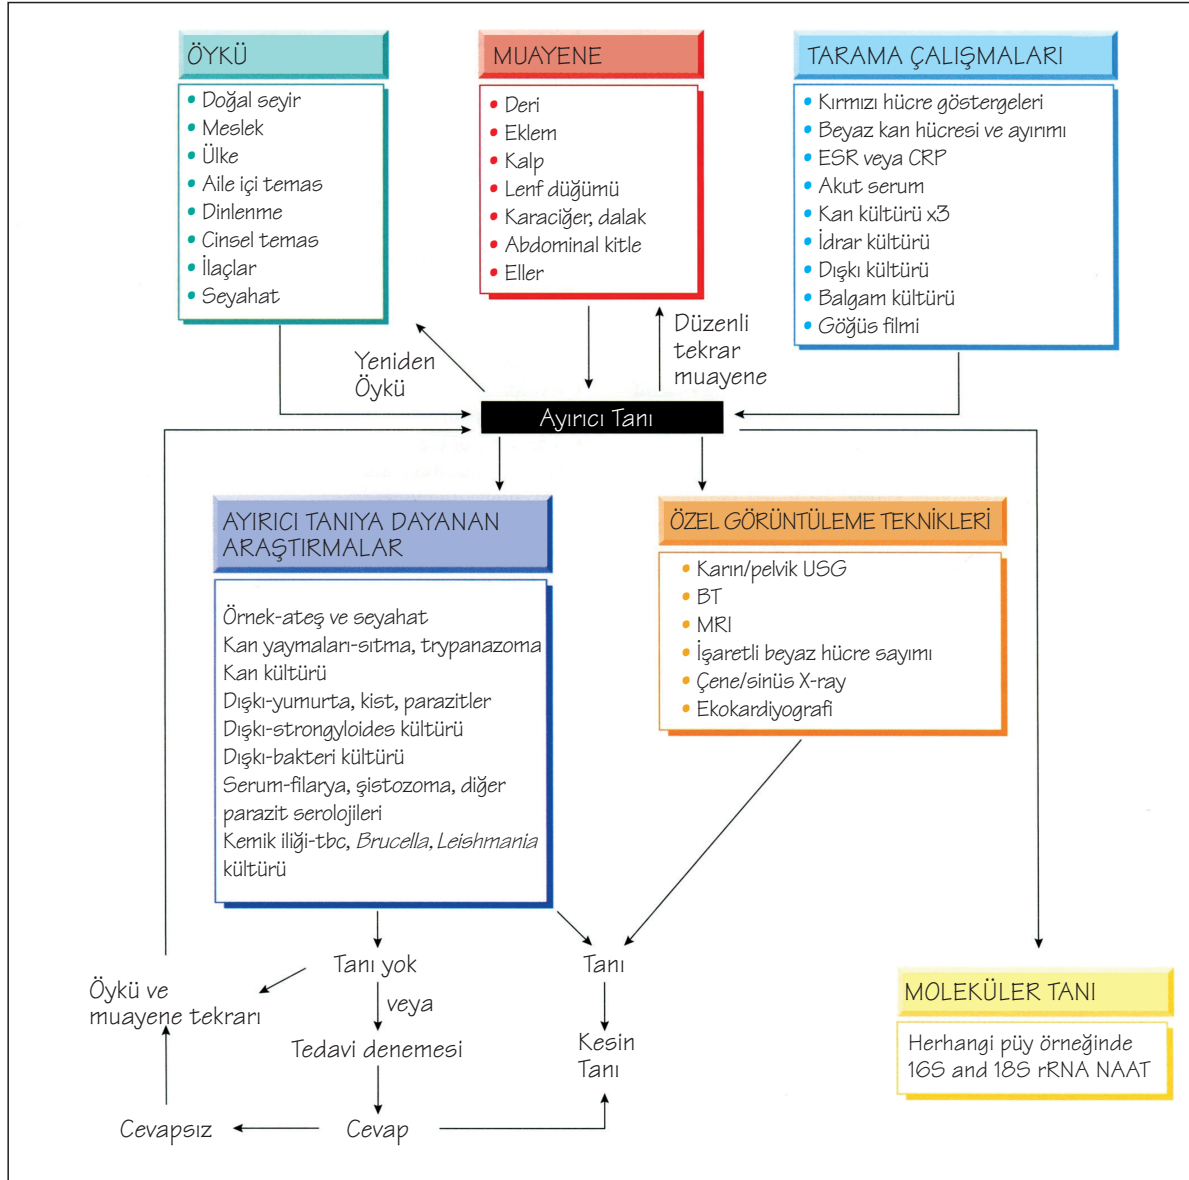 ÖYKÜ
• Doğal seyir
• Meslek
• Ülke
• Aile içi temas
• Dinlenme
• Cinsel temas
• İlaçlar
• Seyahat
MUAYENE
• Deri
• Eklem
• Kalp
• Lenf düğümü
• Karaciğer, dalak
• Abdominal kitle
• Eller
TARAMA ÇALIŞMALARI
• Kırmızı hücre göstergeleri
• Beyaz kan hücresi ve ayırımı
• ESR veya CRP
• Akut serum
• Kan kültürü x3
• İdrar kültürü
• Dışkı kültürü
• Balgam kültürü
• Göğüs filmi
Yeniden
Öykü
Düzenli
tekrar
muayene
Ayırıcı Tanı
AYIRICI TANIYA DAYANAN
ARAŞTIRMALAR
Örnek-ateş ve seyahat
Kan yaymaları-sıtma, trypanazoma
Kan kültürü
Dışkı-yumurta, kist, parazitler
Dışkı-strongyloides kültürü
Dışkı-bakteri kültürü
Serum-filarya, şistozoma, diğer
parazit serolojileri
Kemik iliği-tbc, Brucella, Leishmania
kültürü
ÖZEL GÖRÜNTÜLEME TEKNİKLERİ
• Karın/pelvik USG
• BT
• MRI
• İşaretli beyaz hücre sayımı
• Çene/sinüs X-ray
• Ekokardiyografi
Tanı yok
veya
Tedavi denemesi
Cevap
Cevapsız
Öykü ve
muayene tekrarı
Tanı
Kesin
Tanı
MOLEKÜLER TANI
Herhangi püy örneğinde
16S and 18S rRNA NAAT